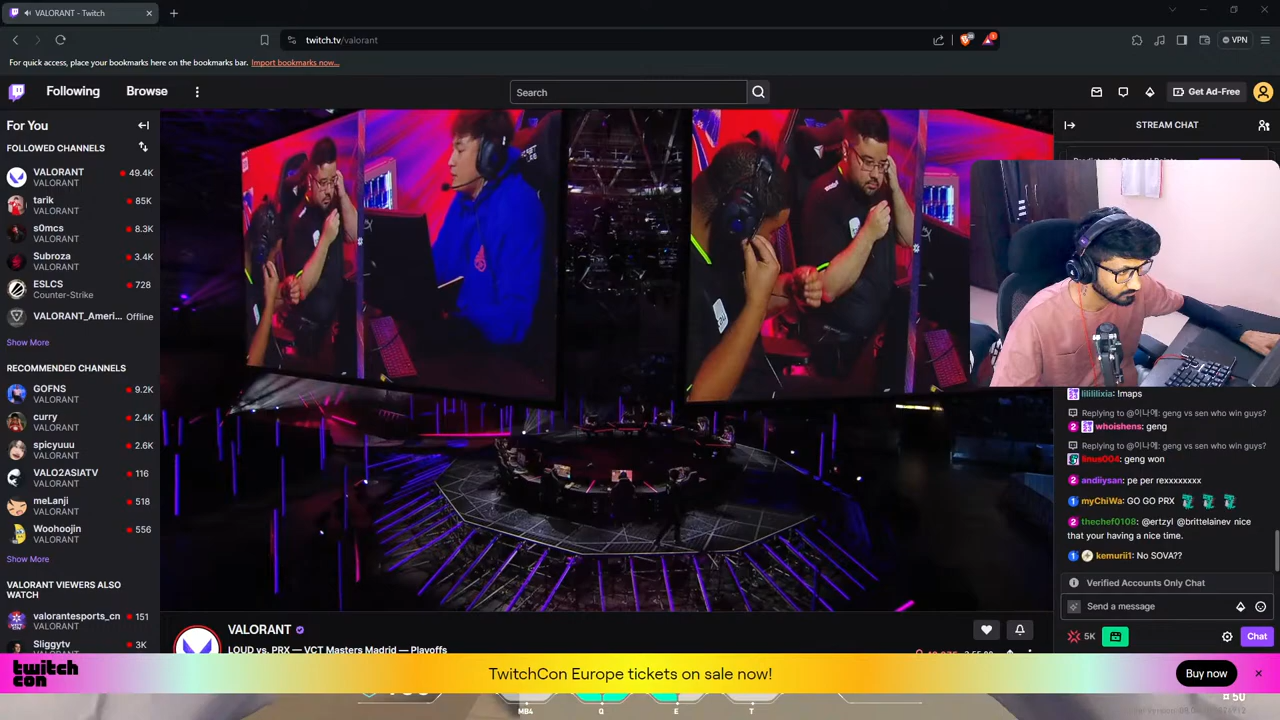 VALORANT - Twitch
twitch.tv/valorant
VPN
For quick access, place your bookmarks here on the bookmarks bar. Import bookmarks now...
Following
Browse
Search
Get Ad-Free
For You
FOLLOWED CHANNELS
VALORANT
49.4K
VALORANT
tarik
85K
VALORANT
s0mcs
8.3K
VALORANT
Subroza
3.4K
VALORANT
ESLCS
728
Counter-Strike
VALORANT_Ameri...
Offline
Show More
RECOMMENDED CHANNELS
GOFNS
9.2K
VALORANT
curry
2.4K
VALORANT
spicyuuu
2.6K
VALORANT
VALO2ASIATV
116
VALORANT
meLanji
518
VALORANT
Woohoojin
556
VALORANT
Show More
VALORANT VIEWERS ALSO
WATCH
valorantesports_cn
151
VALORANT
Sliggytv
3K
STREAM CHAT
lilililixia: !maps
Replying to @이나예: geng vs sen who win guys?
whoishens: geng
Replying to @이나예: geng vs sen who win guys?
linus004: geng won
andiiysan: pe per rexxxxxxxx
myChiWa: GO GO PRX
thechef0108: @ertzyl @brittelainev nice
that your having a nice time.
kemurii1: No SOVA??
Verified Accounts Only Chat
Send a message
5K
Chat
VALORANT
LOUD vs. PRX — VCT Masters Madrid — Playoffs
twitch
con
TwitchCon Europe tickets on sale now!
Buy now
MB4
Q
E
T
50